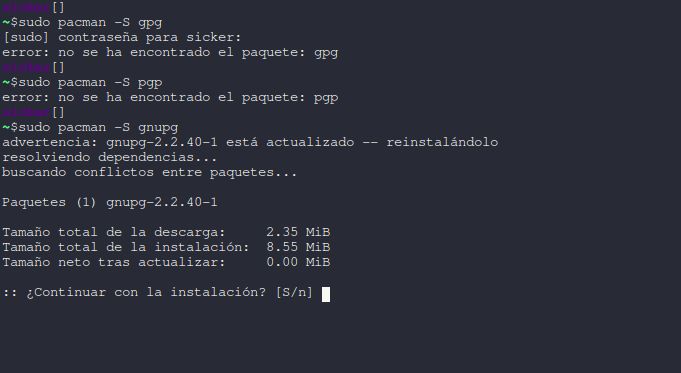 sicker[]
~$sudo pacman -S gpg
[sudo] contraseña para sicker:
error: no se ha encontrado el paquete: gpg
sicker[]
~$sudo pacman -S pgp
error: no se ha encontrado el paquete: pgp
sicker[]
~$sudo pacman -S gnupg
advertencia: gnupg-2.2.40-1 está actualizado -- reinstalándolo
resolviendo dependencias...
buscando conflictos entre paquetes...
Paquetes (1) gnupg-2.2.40-1
Tamaño total de la descarga: 2.35 MiB
Tamaño total de la instalación: 8.55 MiB
Tamaño neto tras actualizar: 0.00 MiB
:: ¿Continuar con la instalación? [S/n]